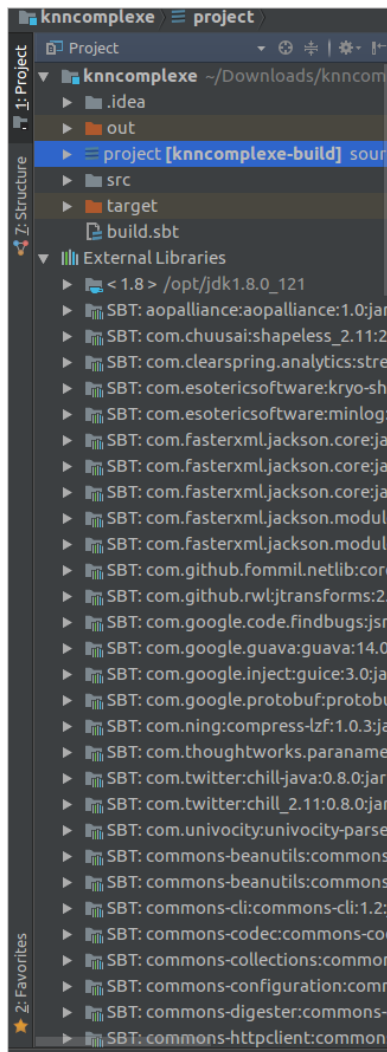 knncomplexe project
Project
1: Project
7: Structure
2: Favorites
knncomplexe ~/Downloads/knncom
.idea
out
project [knncomplexe-build] sour
src
target
build.sbt
External Libraries
< 1.8 > /opt/jdk1.8.0_121
SBT: aopalliance:aopalliance:1.0:jar
SBT: com.chuusai:shapeless_2.11:2
SBT: com.clearspring.analytics:stre
SBT: com.esotericsoftware:kryo-sh
SBT: com.esotericsoftware:minlog:
SBT: com.fasterxml.jackson.core:ja
SBT: com.fasterxml.jackson.core:ja
SBT: com.fasterxml.jackson.core:ja
SBT: com.fasterxml.jackson.modul
SBT: com.fasterxml.jackson.modul
SBT: com.github.fommil.netlib:core
SBT: com.github.rwl:jtransforms:2.
SBT: com.google.code.findbugs:jsr
SBT: com.google.guava:guava:14.0
SBT: com.google.inject:guice:3.0:ja
SBT: com.google.protobuf:protobu
SBT: com.ning:compress-lzf:1.0.3:ja
SBT: com.thoughtworks.paraname
SBT: com.twitter:chill-java:0.8.0:jar
SBT: com.twitter:chill_2.11:0.8.0:jar
SBT: com.univocity:univocity-parse
SBT: commons-beanutils:commons
SBT: commons-beanutils:commons
SBT: commons-cli:commons-cli:1.2:
SBT: commons-codec:commons-co
SBT: commons-collections:common
SBT: commons-configuration:comm
SBT: commons-digester:commons-
SBT: commons-httpclient:common